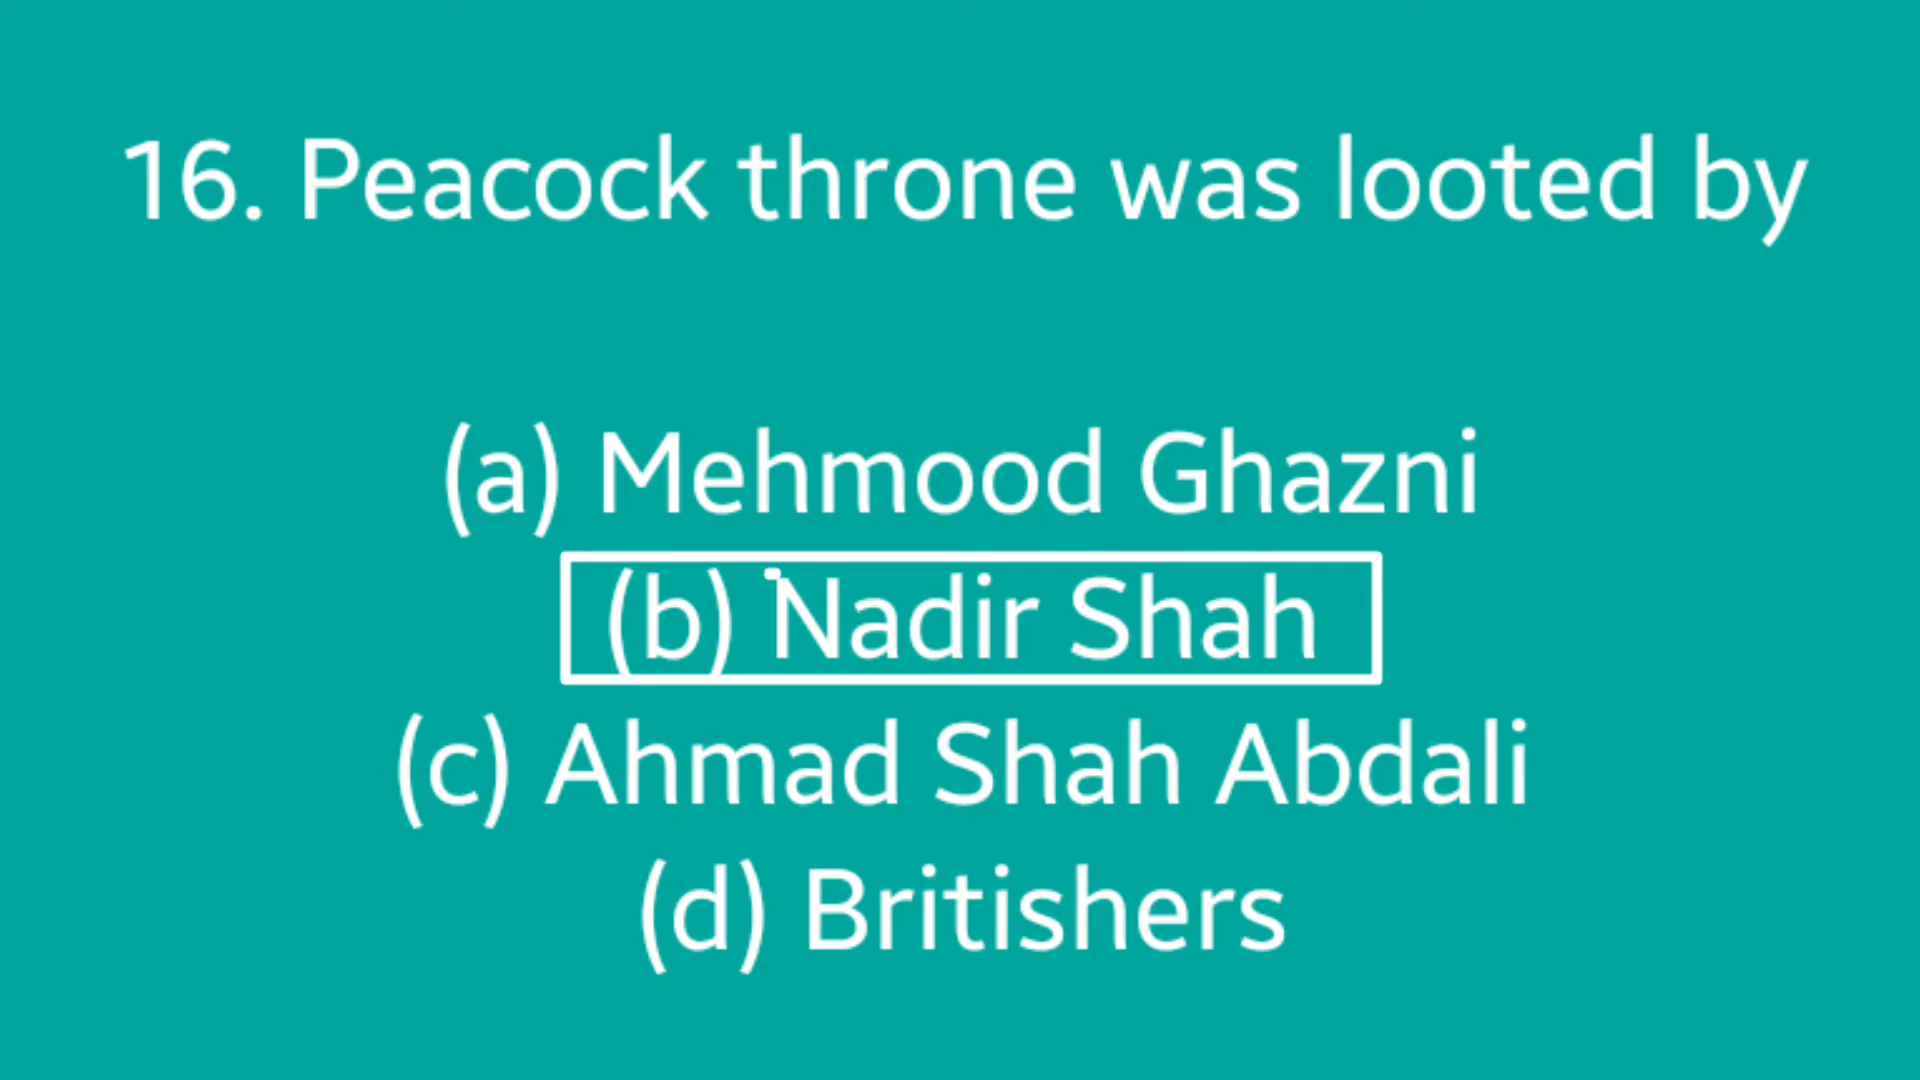 16. Peacock throne was looted by
(a) Mehmood Ghazni
(b) Nadir Shah
(c) Ahmad Shah Abdali
(d) Britishers